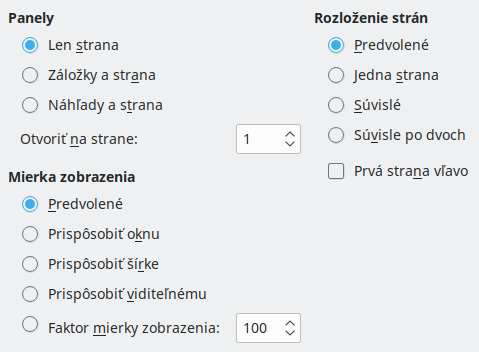 Panely
Len strana
Záložky a strana
Náhľady a strana
Otvoriť na strane: 1
Mierka zobrazenia
Predvolené
Prispôsobiť oknu
Prispôsobiť šírke
Prispôsobiť viditeľnému
Faktor mierky zobrazenia: 100
Rozloženie strán
Predvolené
Jedna strana
Súvislé
Súvisle po dvoch
Prvá strana vľavo